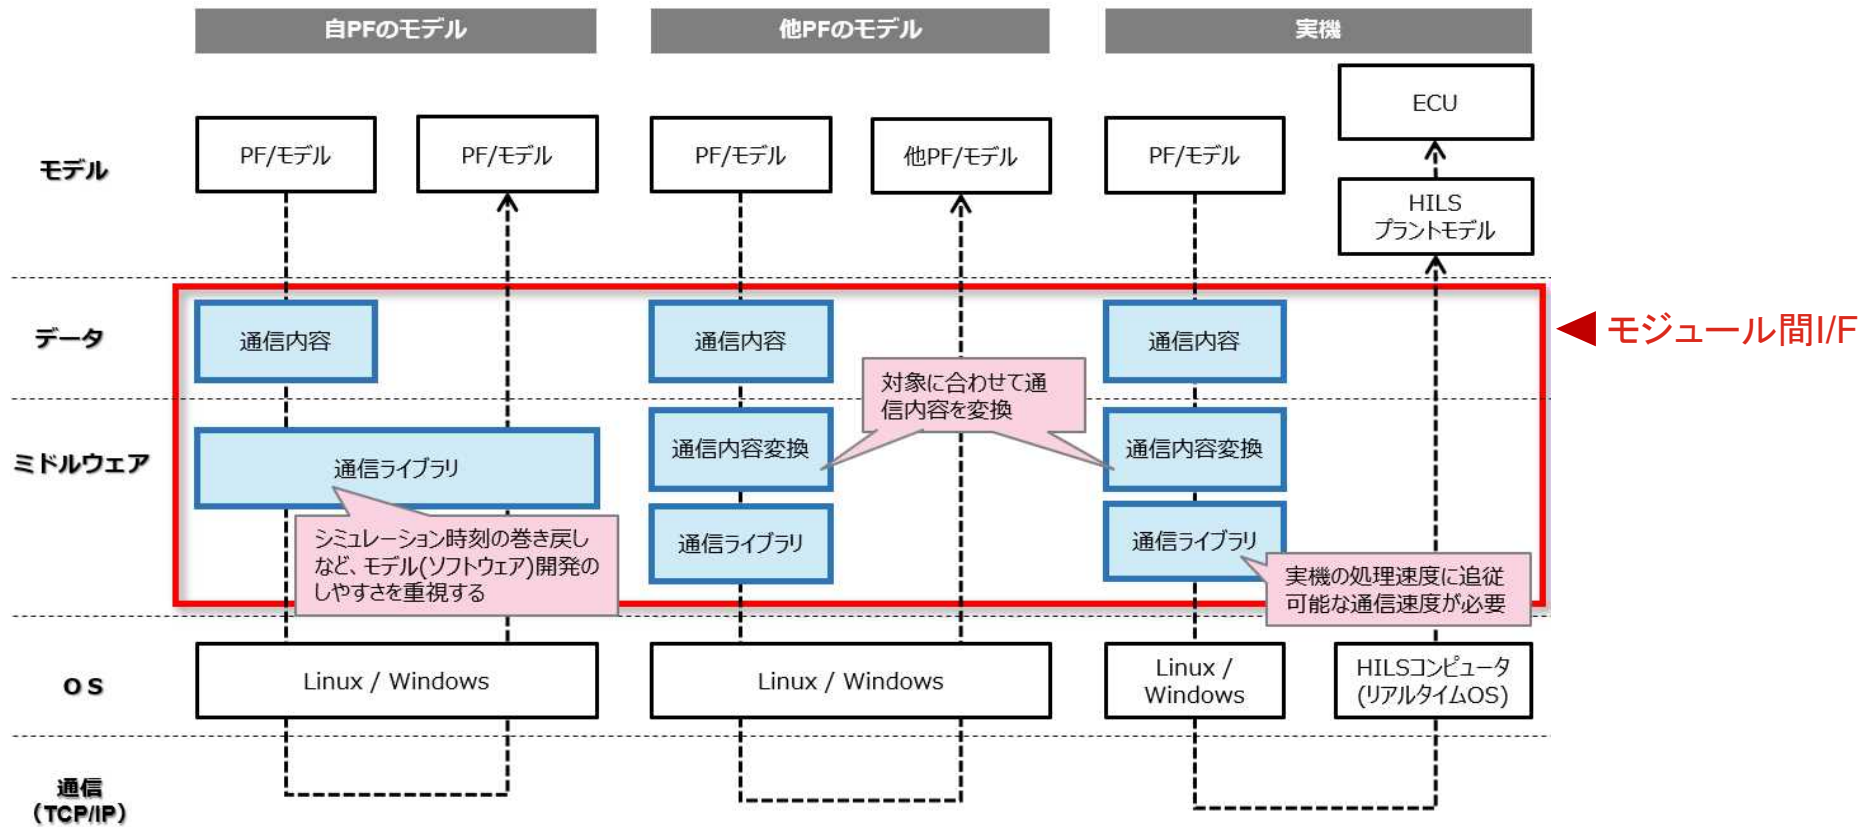 自PFのモデル
他PFのモデル
実機
モデル
PF/モデル
PF/モデル
PF/モデル
他PF/モデル
PF/モデル
ECU
HILS
プラントモデル
データ
通信内容
通信内容
通信内容
モジュール間I/F
対象に合わせて通
信内容を変換
ミドルウェア
通信ライブラリ
通信内容変換
通信内容変換
シミュレーション時刻の巻き戻し
など、モデル(ソフトウェア)開発の
しやすさを重視する
通信ライブラリ
通信ライブラリ
実機の処理速度に追従
可能な通信速度が必要
OS
Linux / Windows
Linux / Windows
Linux /
Windows
HILSコンピュータ
(リアルタイムOS)
通信
（TCP/IP）